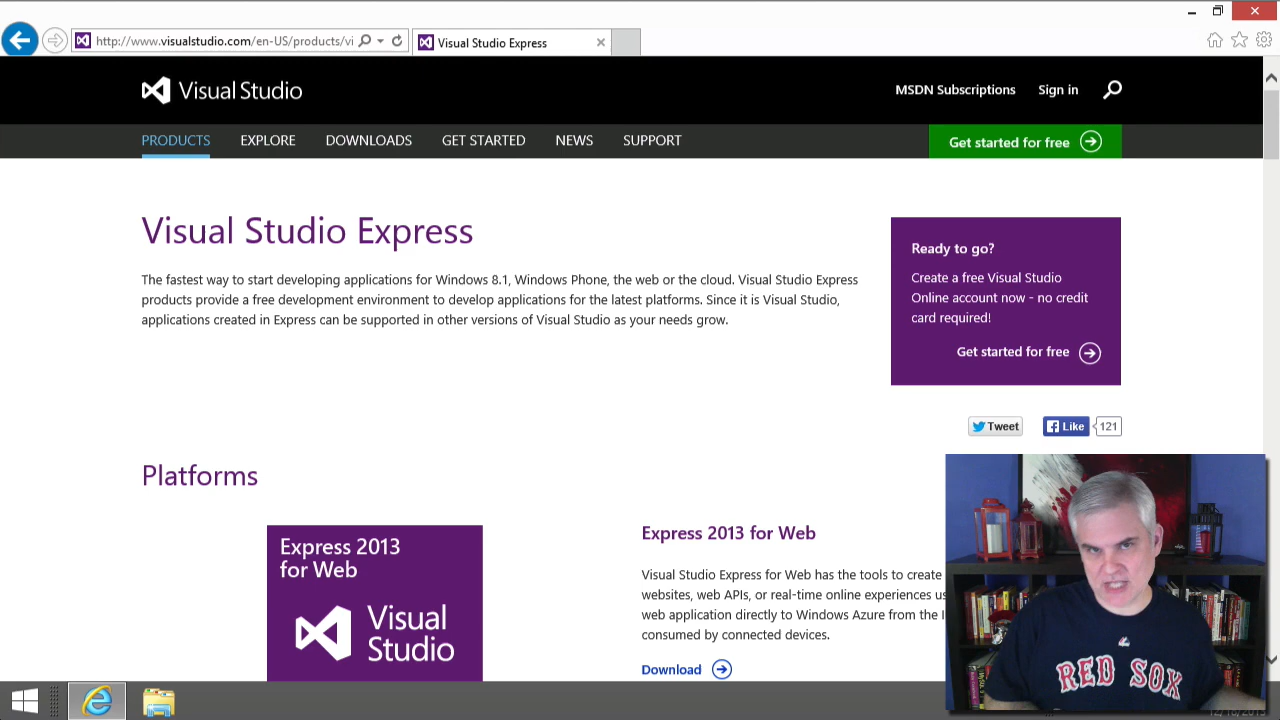 http://www.visualstudio.com/en-US/products/vi
Visual Studio Express
Visual Studio
MSDN Subscriptions
Sign in
PRODUCTS
EXPLORE
DOWNLOADS
GET STARTED
NEWS
SUPPORT
Get started for free
Visual Studio Express
The fastest way to start developing applications for Windows 8.1, Windows Phone, the web or the cloud. Visual Studio Express
products provide a free development environment to develop applications for the latest platforms. Since it is Visual Studio,
applications created in Express can be supported in other versions of Visual Studio as your needs grow.
Ready to go?
Create a free Visual Studio
Online account now - no credit
card required!
Get started for free
Tweet
Like
121
Platforms
Express 2013
for Web
Visual
Studio
Express 2013 for Web
Visual Studio Express for Web has the tools to create
websites, web APIs, or real-time online experiences us
web application directly to Windows Azure from the I
consumed by connected devices.
Download
RED SOX